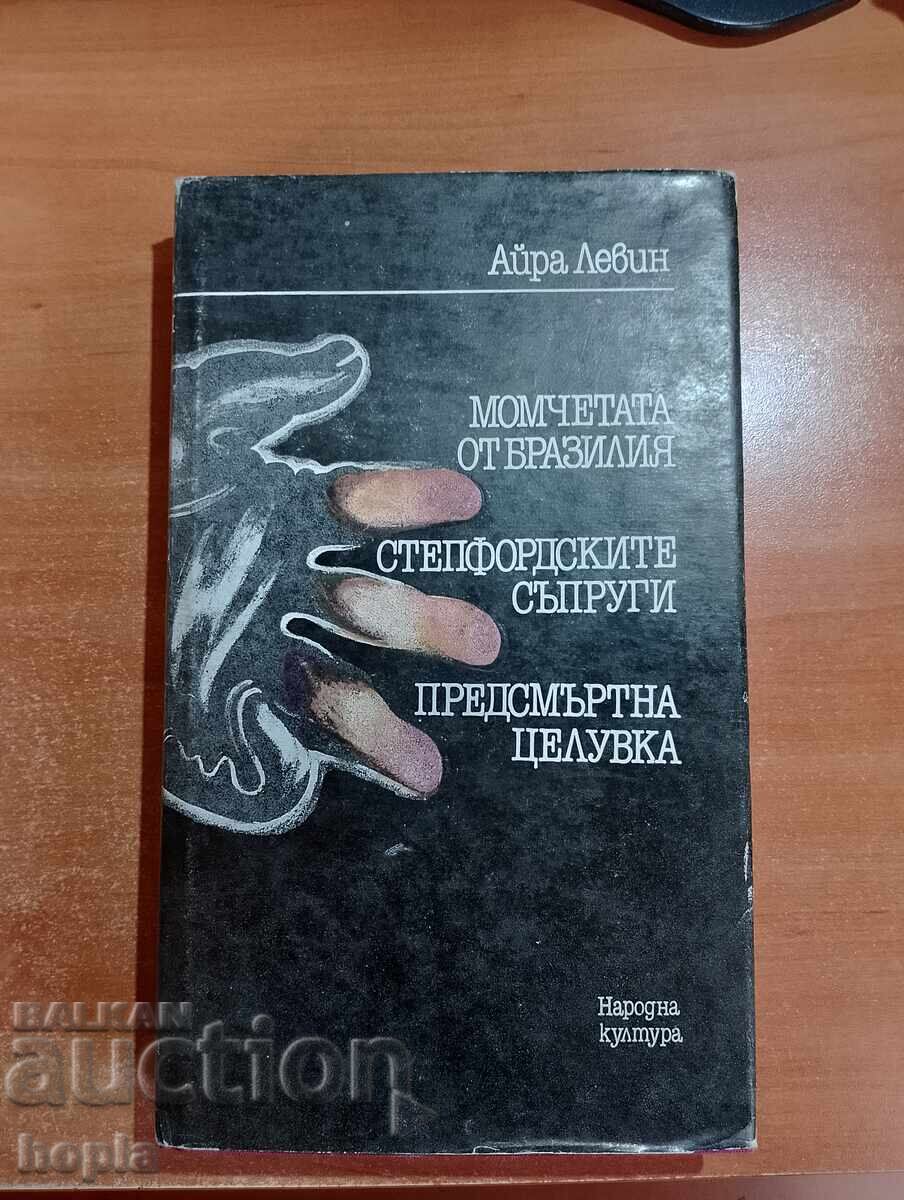 Айра Левин
МОМЧЕТАТА
ОТ БРАЗИЛИЯ
СТЕПФОРДСКИТЕ
СЪПРУГИ
ПРЕДСМЪРТНА
ЦЕЛУВКА
Народна
култура
BALKAN
auction
hopla